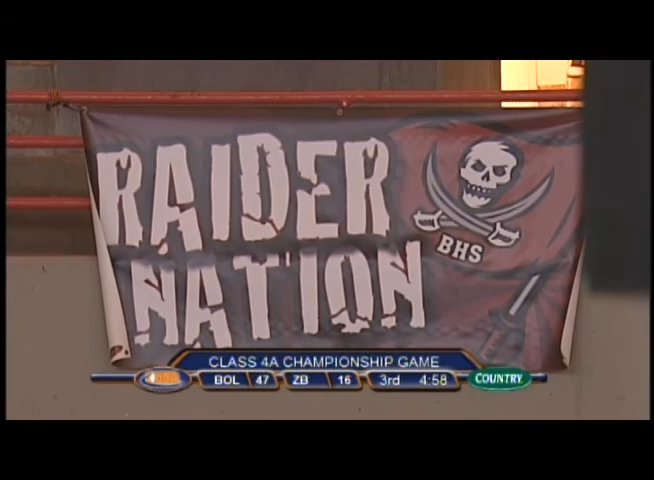 RAIDER
NATION
BHS
CLASS 4A CHAMPIONSHIP GAME
BOL 47 ZB 16 3rd 4:58 COUNTRY